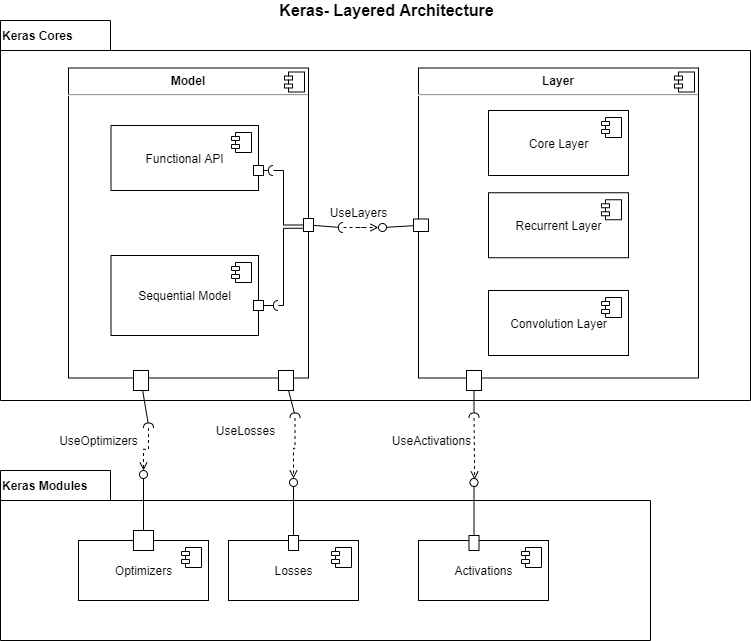 Keras- Layered Architecture
Keras Cores
Model
Layer
Functional API
Core Layer
UseLayers
Recurrent Layer
Sequential Model
Convolution Layer
UseOptimizers
UseLosses
UseActivations
Keras Modules
Optimizers
Losses
Activations